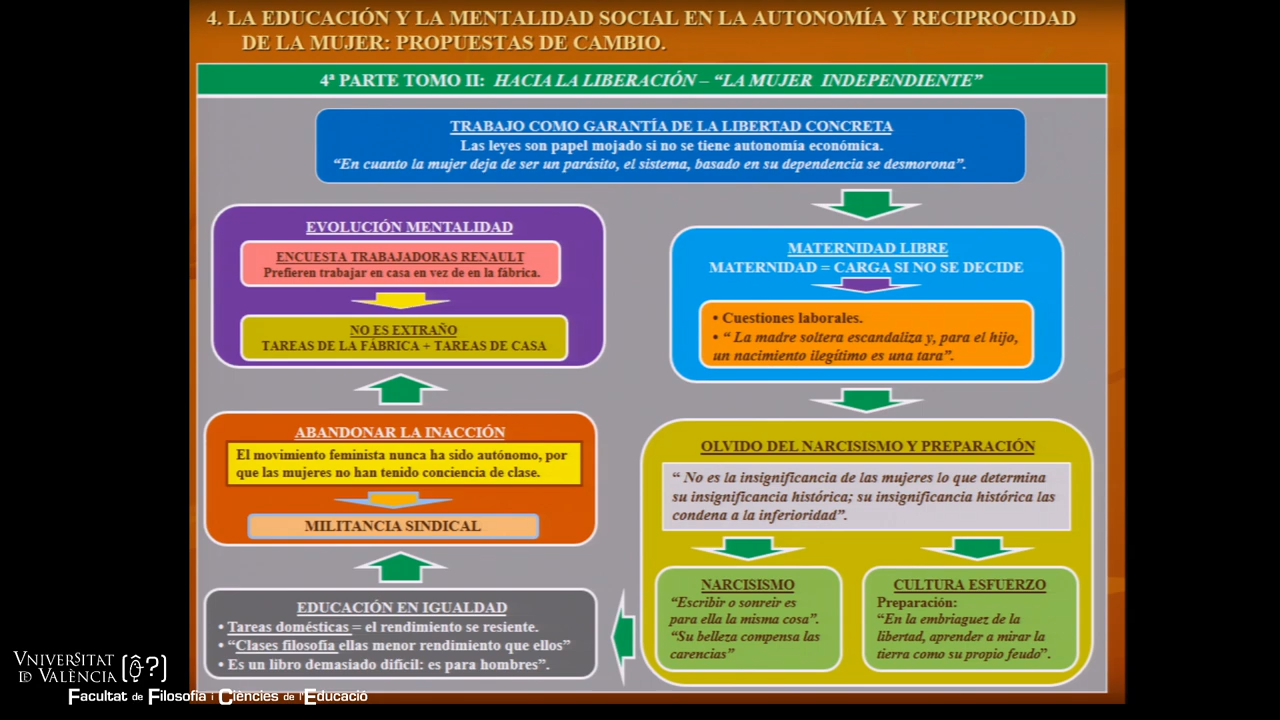 4. LA EDUCACIÓN Y LA MENTALIDAD SOCIAL EN LA AUTONOMÍA Y RECIPROCIDAD
DE LA MUJER: PROPUESTAS DE CAMBIO.
4ª PARTE TOMO II: HACIA LA LIBERACIÓN – “LA MUJER INDEPENDIENTE”
TRABAJO COMO GARANTÍA DE LA LIBERTAD CONCRETA
Las leyes son papel mojado si no se tiene autonomía económica.
“En cuanto la mujer deja de ser un parásito, el sistema, basado en su dependencia se desmorona”.
MATERNIDAD LIBRE
MATERNIDAD = CARGA SI NO SE DECIDE
• Cuestiones laborales.
• “ La madre soltera escandaliza y, para el hijo,
un nacimiento ilegítimo es una tara”.
OLVIDO DEL NARCISISMO Y PREPARACIÓN
“ No es la insignificancia de las mujeres lo que determina
su insignificancia histórica; su insignificancia histórica las
condena a la inferioridad”.
NARCISISMO
“Escribir o sonreir es
para ella la misma cosa”.
“Su belleza compensa las
carencias”
CULTURA ESFUERZO
Preparación:
“En la embriaguez de la
libertad, aprender a mirar la
tierra como su propio feudo”.
EDUCACIÓN EN IGUALDAD
• Tareas domésticas = el rendimiento se resiente.
• “Clases filosofía ellas menor rendimiento que ellos”
• Es un libro demasiado difícil: es para hombres”.
ABANDONAR LA INACCIÓN
El movimiento feminista nunca ha sido autónomo, por
que las mujeres no han tenido conciencia de clase.
MILITANCIA SINDICAL
EVOLUCIÓN MENTALIDAD
ENCUESTA TRABAJADORAS RENAULT
Prefieren trabajar en casa en vez de en la fábrica.
NO ES EXTRAÑO
TAREAS DE LA FÁBRICA + TAREAS DE CASA
VNIVERSITAT
DE VALÈNCIA (Q?)
Facultat de Filosofia i Ciències de l'Educació